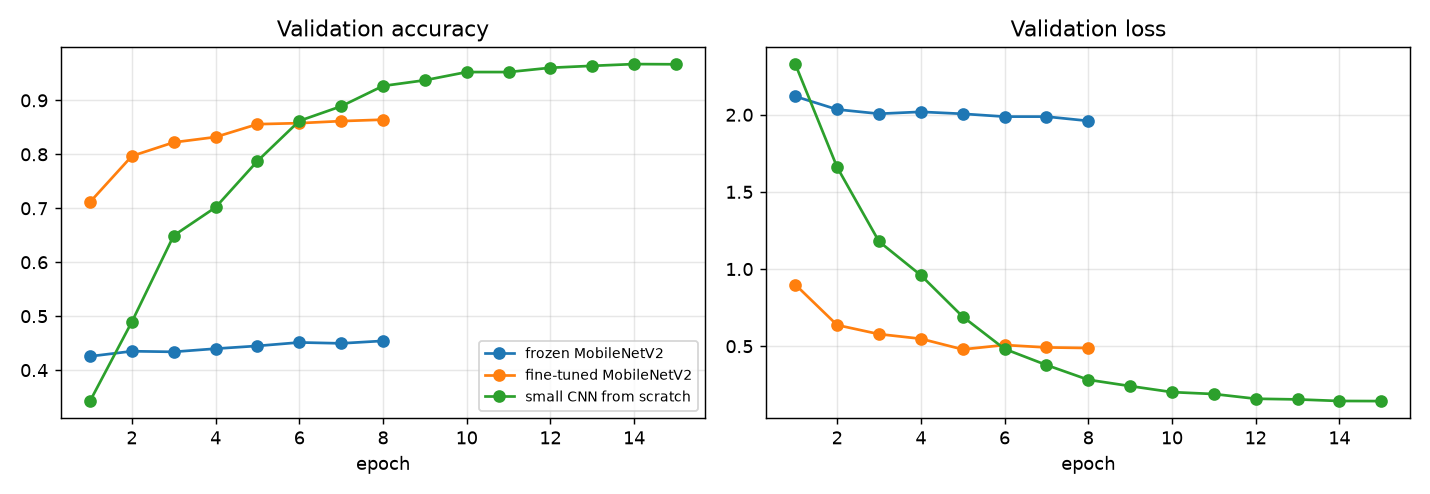 Validation accuracy
0.9
0.8
0.7
0.6
0.5
0.4
frozen MobileNetV2
fine-tuned MobileNetV2
small CNN from scratch
2 4 6 8 10 12 14
epoch
Validation loss
2.0
1.5
1.0
0.5
2 4 6 8 10 12 14
epoch